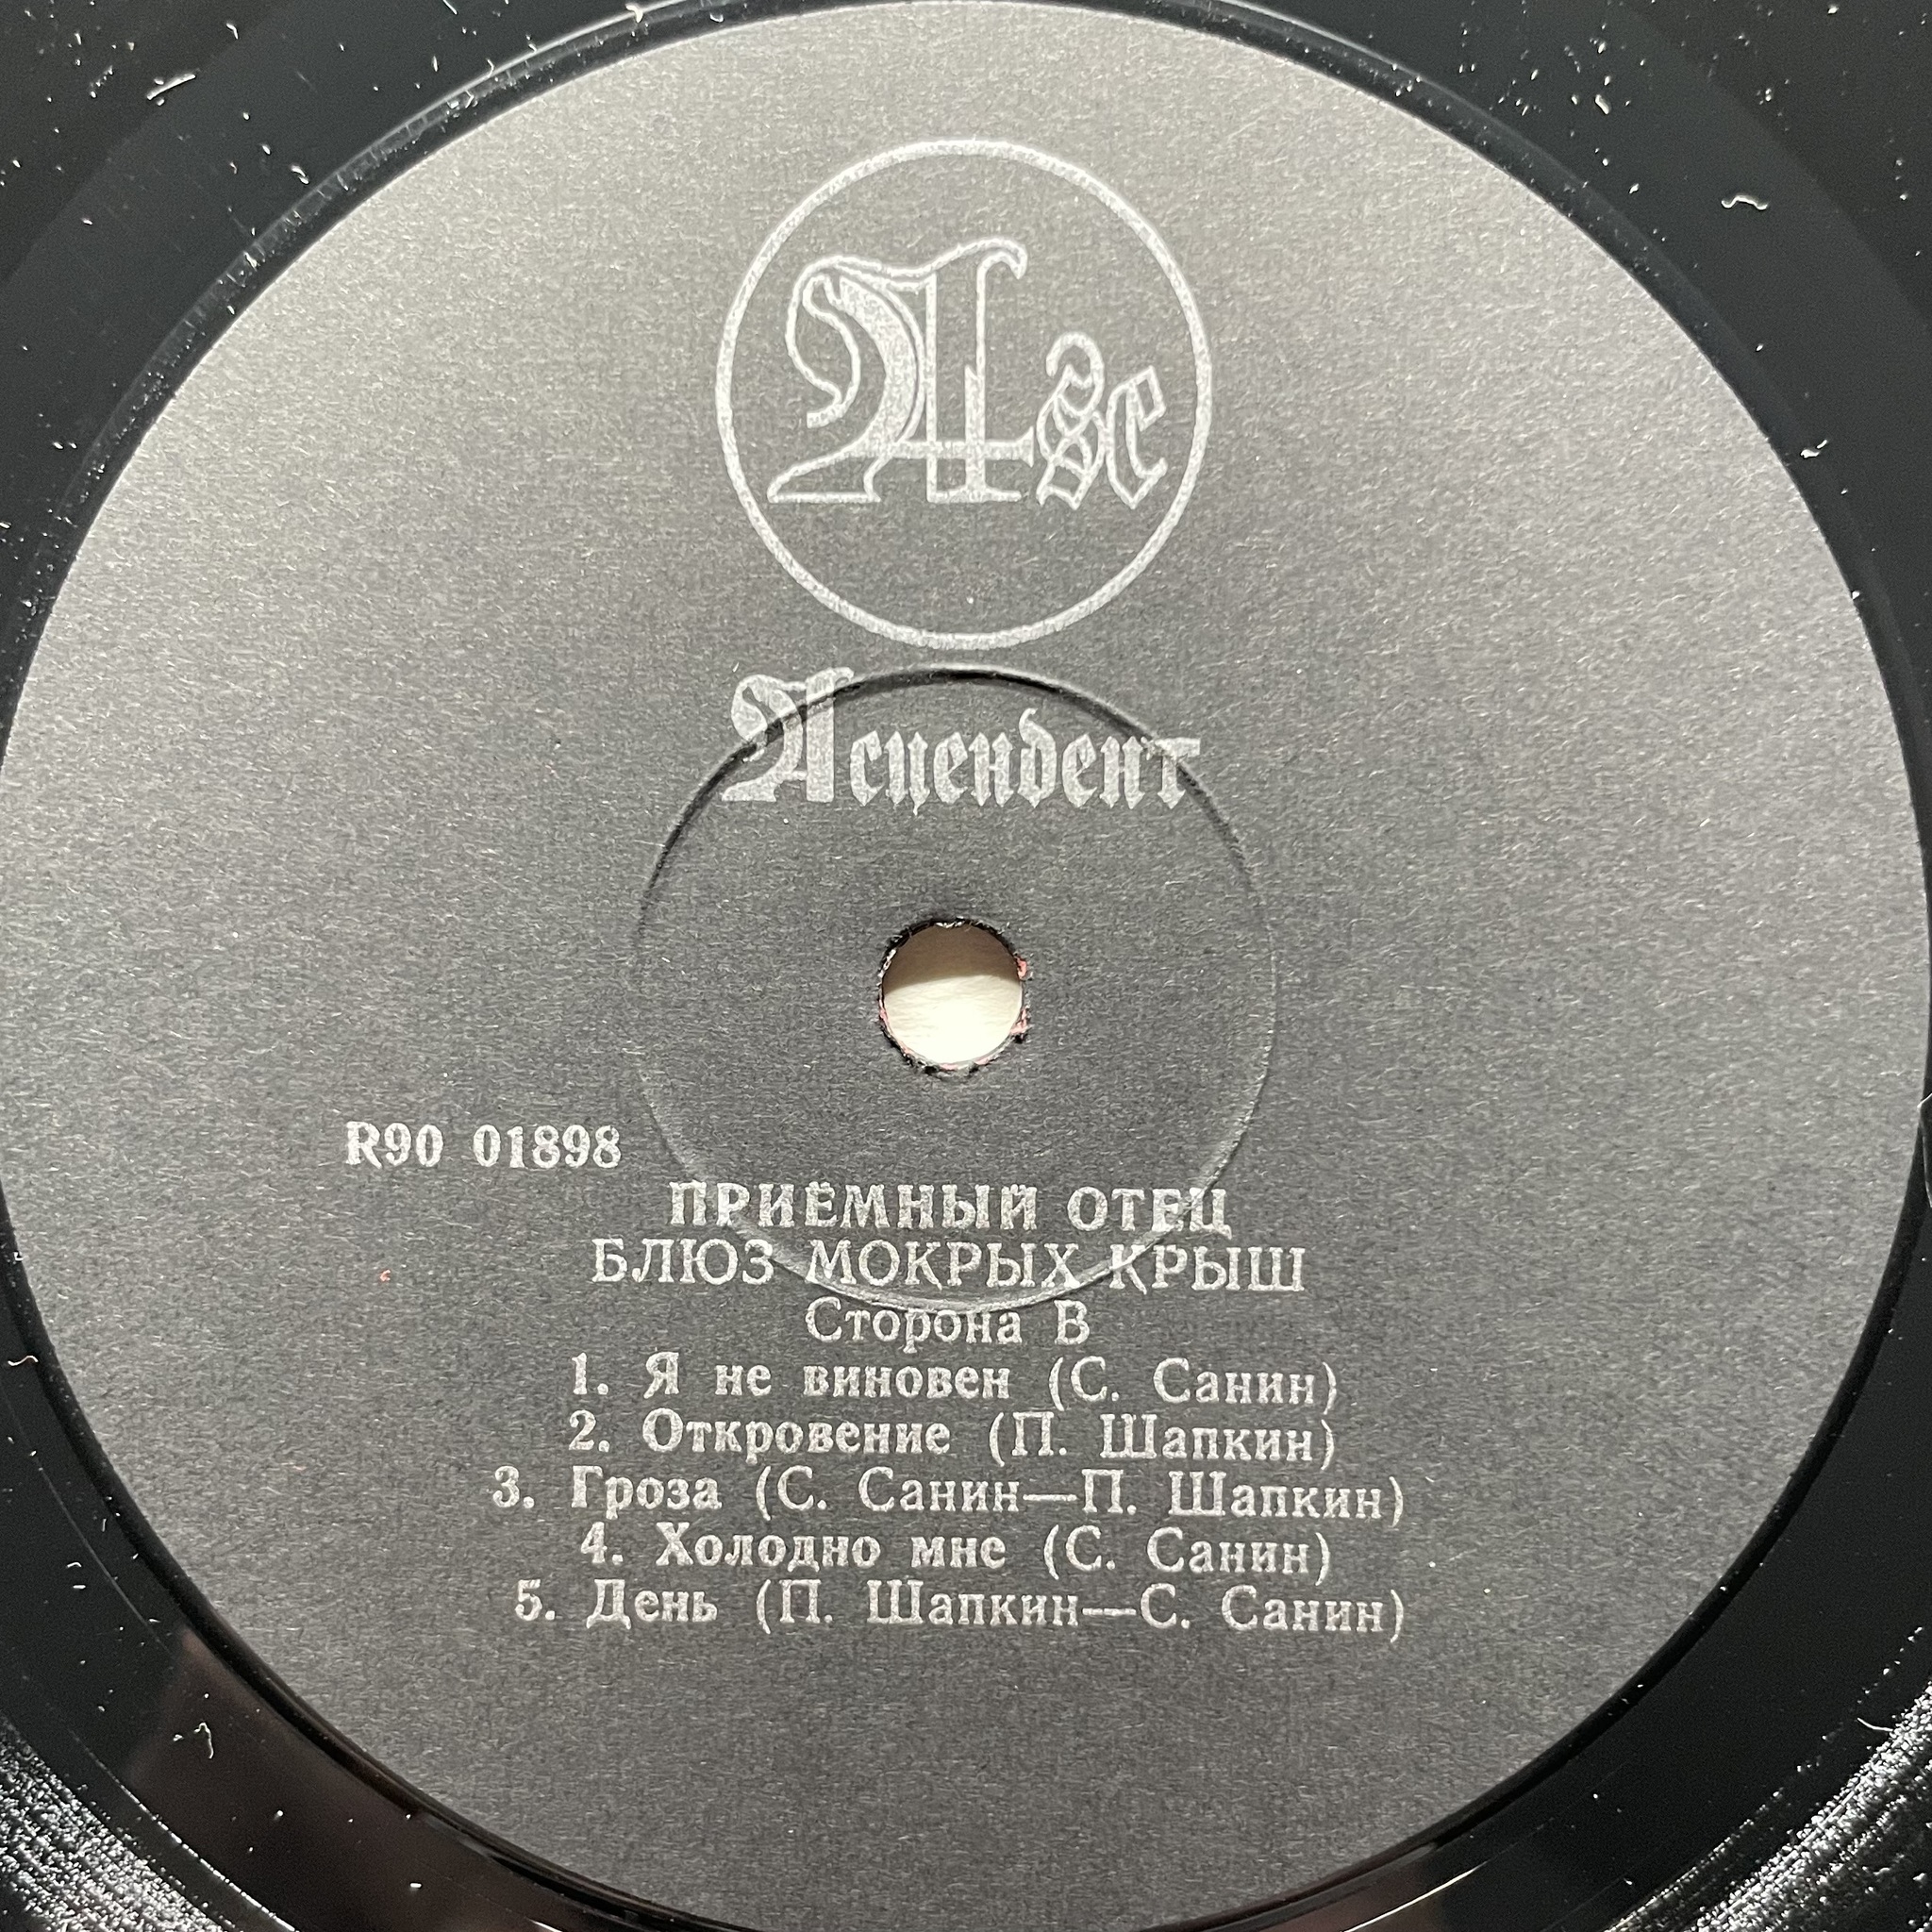 Асц
Асцендент
R90 01898
ПРИЁМНЫЙ ОТЕЦ
БЛЮЗ МОКРЫХ КРЫШ
Сторона В
1. Я не виновен (С. Санин)
2. Откровение (П. Шапкин)
3. Гроза (С. Санин—П. Шапкин)
4. Холодно мне (С. Санин)
5. День (П. Шапкин—С. Санин)